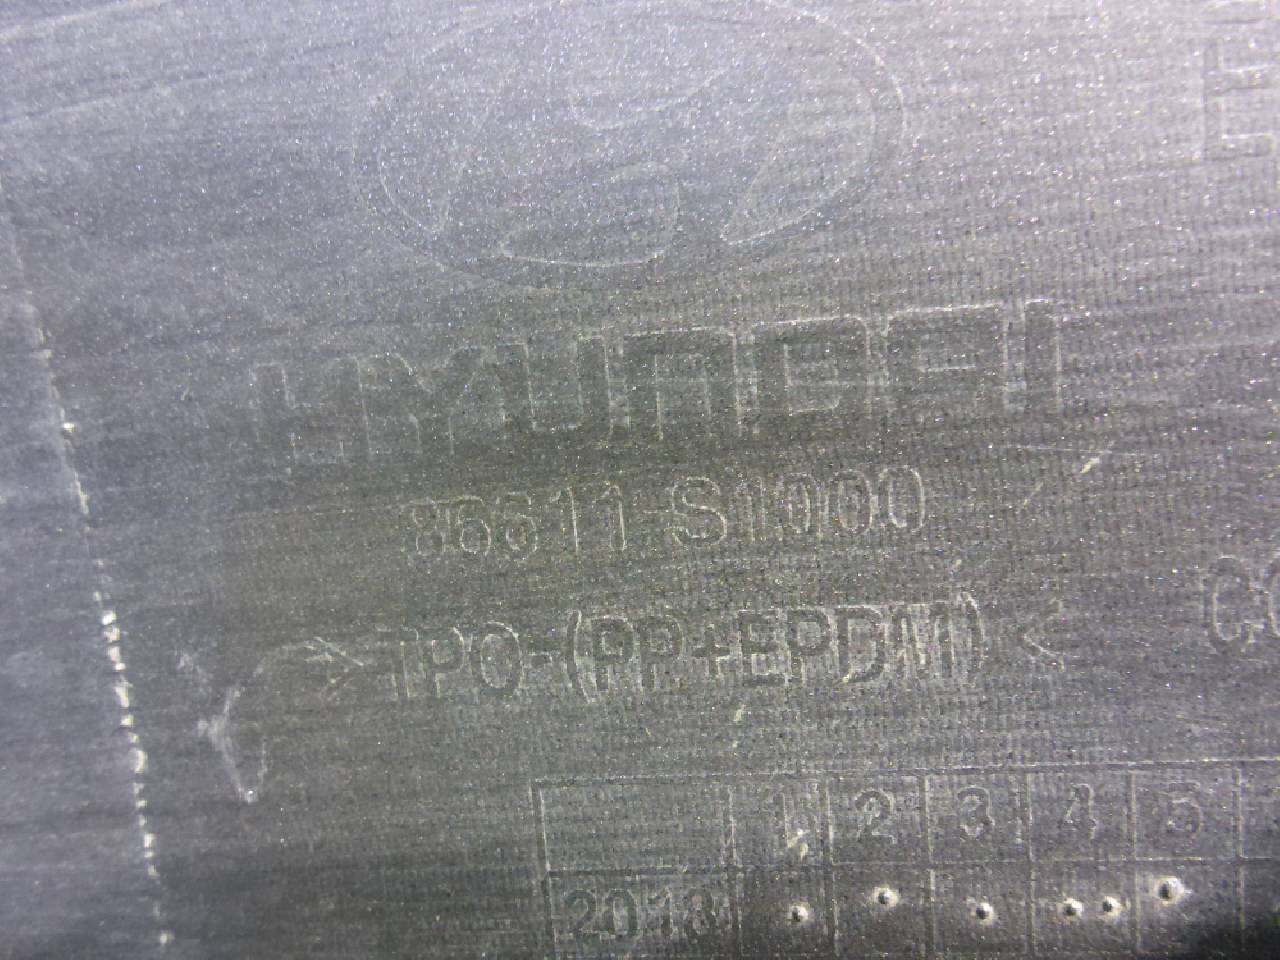 HYUNDAI
86611-S1000
>TPO-(PP+EPDM)<
1 2 3 4 5
2018